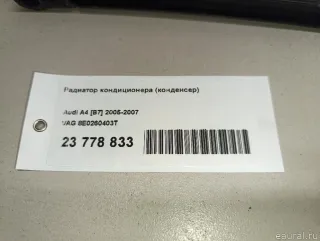 Радиатор кондиционера (конденсер)
Audi A4 [B7] 2005-2007
VAG 8E0260403T
23 778 833
eaural.ru